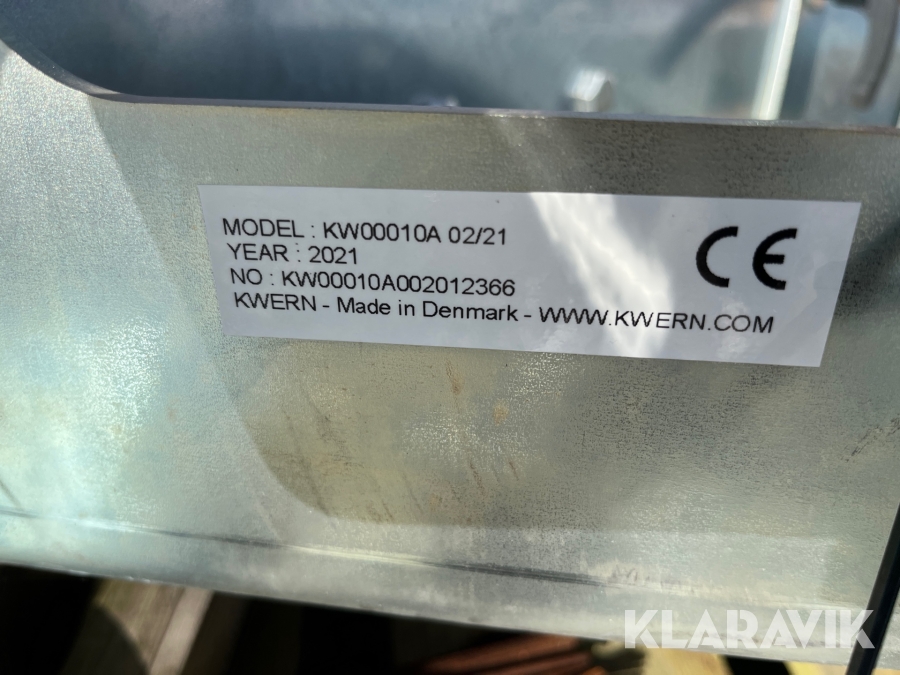 MODEL : KW00010A 02/21
YEAR : 2021
NO : KW00010A002012366
KWERN - Made in Denmark - WWW.KWERN.COM
CE
KLARAVIK